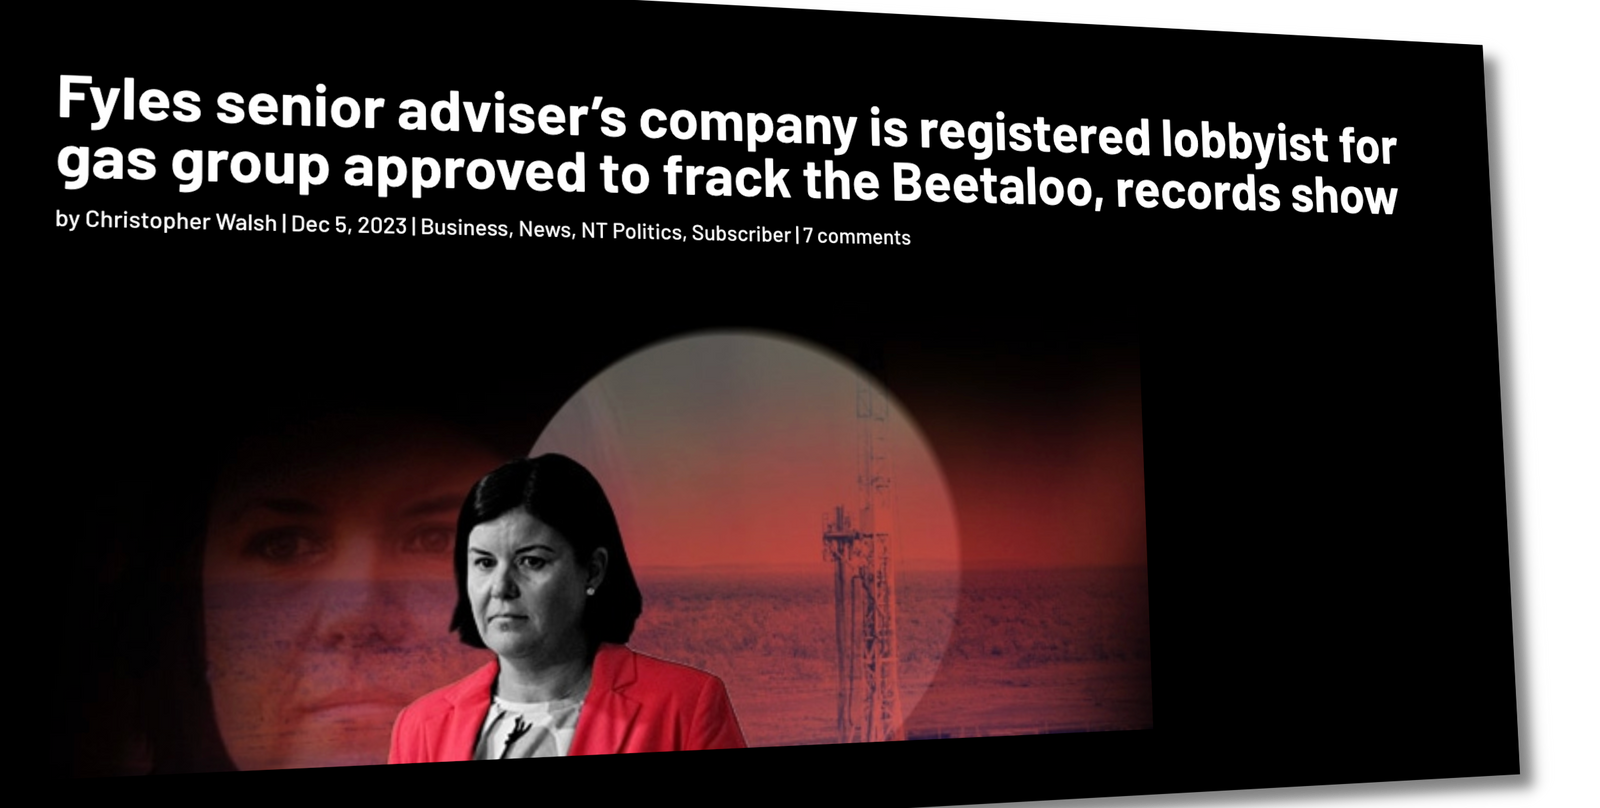 Fyles senior adviser’s company is registered lobbyist for
gas group approved to frack the Beetaloo, records show
by Christopher Walsh | Dec 5, 2023 | Business, News, NT Politics, Subscriber | 7 comments